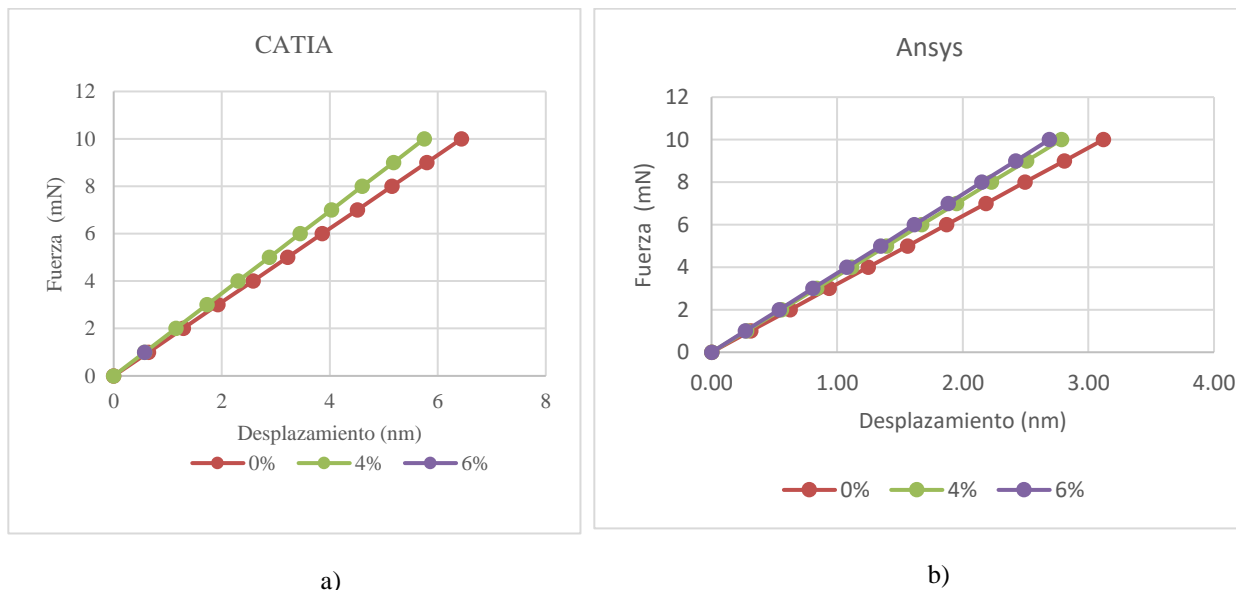 CATIA
Fuerza (mN)
12
10
8
6
4
2
0
0 2 4 6 8
Desplazamiento (nm)
0% 4% 6%
a)
Ansys
Fuerza (mN)
12
10
8
6
4
2
0
0.00 1.00 2.00 3.00 4.00
Desplazamiento (nm)
0% 4% 6%
b)